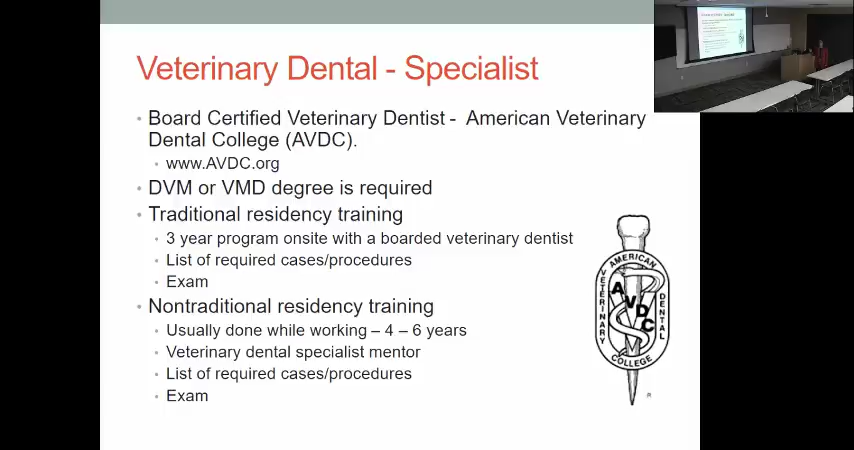 Veterinary Dental - Specialist
• Board Certified Veterinary Dentist - American Veterinary
Dental College (AVDC).
• www.AVDC.org
• DVM or VMD degree is required
• Traditional residency training
• 3 year program onsite with a boarded veterinary dentist
• List of required cases/procedures
• Exam
• Nontraditional residency training
• Usually done while working – 4 – 6 years
• Veterinary dental specialist mentor
• List of required cases/procedures
• Exam
AMERICAN
VETERINARY
DENTAL
COLLEGE
AVDC
®